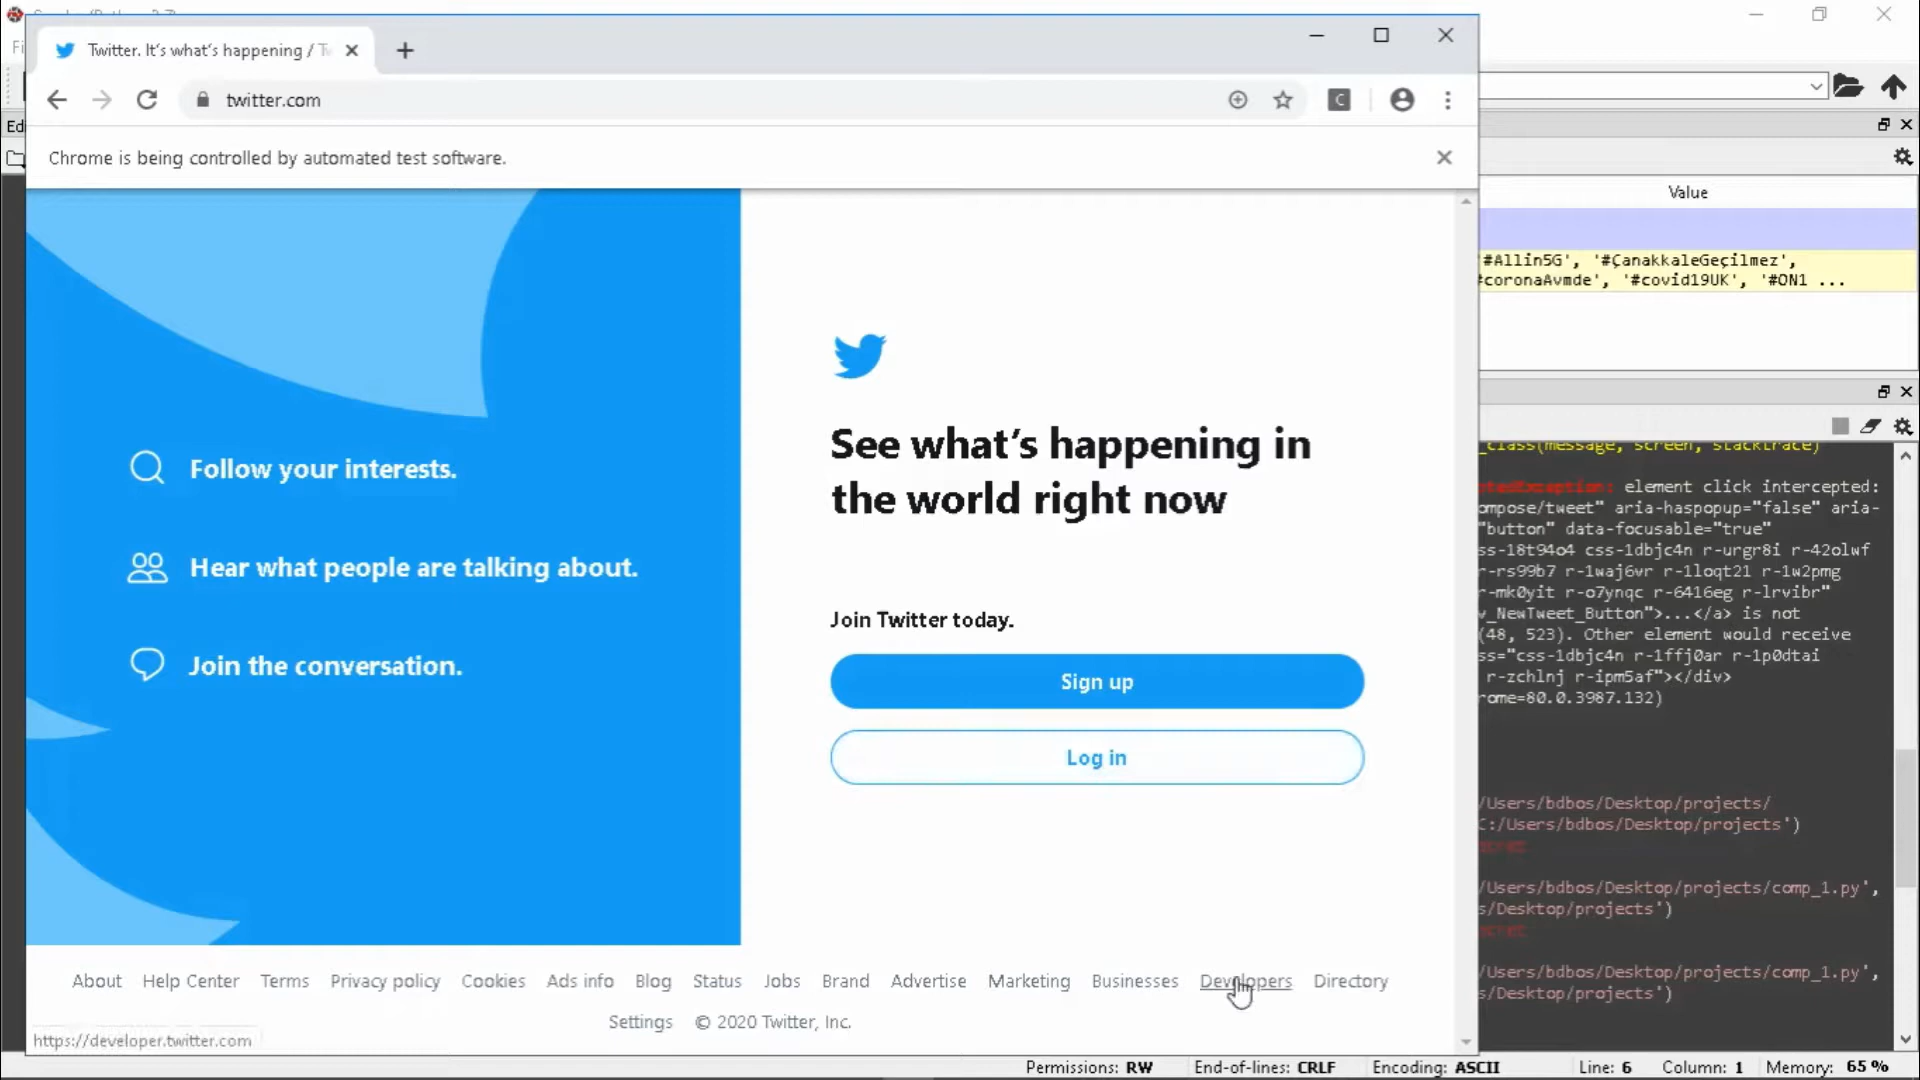 Twitter. It's what's happening / Tw
twitter.com
Chrome is being controlled by automated test software.
Value
#Allin5G', '#ÇanakkaleGeçilmez',
coronaAvmde', '#covid19UK', '#ON1 ...
Follow your interests.
Hear what people are talking about.
Join the conversation.
See what's happening in
the world right now
Join Twitter today.
Sign up
Log in
_class(message, screen, stacktrace)
element click intercepted:
ompose/tweet" aria-haspopup="false" aria-
"button" data-focusable="true"
ss-18t94o4 css-1dbjc4n r-urgr8i r-42olwf
r-rs99b7 r-1waj6vr r-1loqt21 r-1w2pmg
r-mk0yit r-o7ynqc r-6416eg r-lrvibr"
_NewTweet_Button">...</a> is not
(48, 523). Other element would receive
ss="css-1dbjc4n r-1ffj0ar r-1p0dtai
r-zchlnj r-ipm5af"></div>
rome=80.0.3987.132)
/Users/bdbos/Desktop/projects/
C:/Users/bdbos/Desktop/projects')
/Users/bdbos/Desktop/projects/comp_1.py',
s/Desktop/projects')
/Users/bdbos/Desktop/projects/comp_1.py',
s/Desktop/projects')
About Help Center Terms Privacy policy Cookies Ads info Blog Status Jobs Brand Advertise Marketing Businesses Developers Directory
Settings © 2020 Twitter, Inc.
https://developer.twitter.com
Permissions: RW End-of-lines: CRLF Encoding: ASCII Line: 6 Column: 1 Memory: 65 %